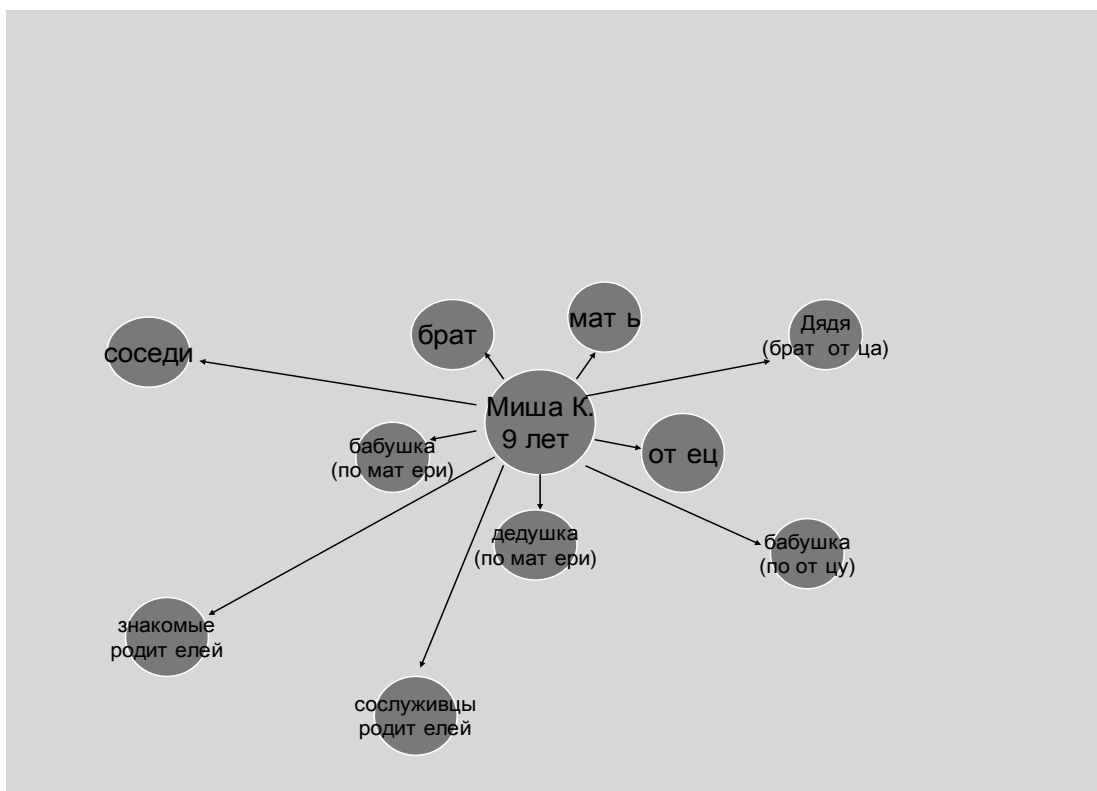 мать
брат
Дядя
(брат отца)
соседи
Миша К.
9 лет
бабушка
(по матери)
отец
дедушка
(по матери)
бабушка
(по отцу)
знакомые
родителей
сослуживцы
родителей